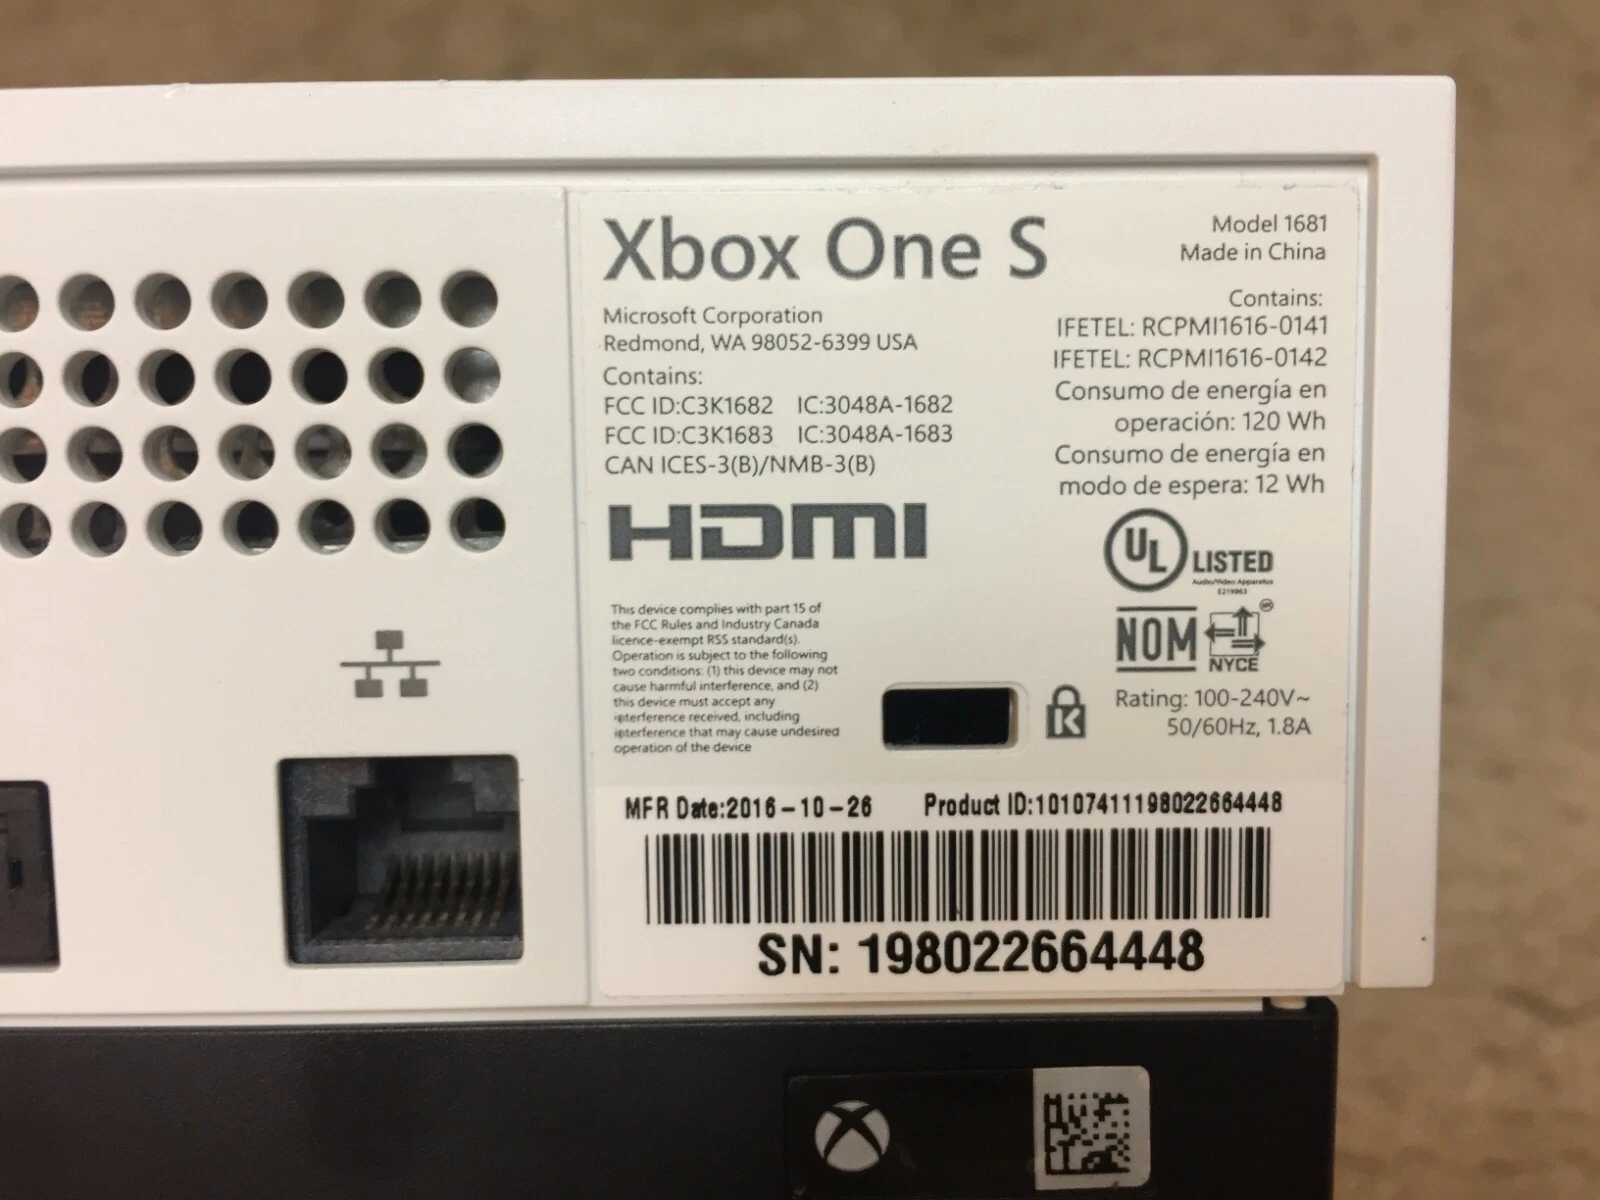 Xbox One S
Model 1681
Made in China
Microsoft Corporation
Redmond, WA 98052-6399 USA
Contains:
FCC ID:C3K1682 IC:3048A-1682
FCC ID:C3K1683 IC:3048A-1683
CAN ICES-3(B)/NMB-3(B)
Contains:
IFETEL: RCPMI1616-0141
IFETEL: RCPMI1616-0142
Consumo de energía en
operación: 120 Wh
Consumo de energía en
modo de espera: 12 Wh
HDMI
UL LISTED
Audio/Video Apparatus
E219863
NOM
NYCE
This device complies with part 15 of
the FCC Rules and Industry Canada
licence-exempt RSS standard(s).
Operation is subject to the following
two conditions: (1) this device may not
cause harmful interference, and (2)
this device must accept any
interference received, including
interference that may cause undesired
operation of the device
K
Rating: 100-240V~
50/60Hz, 1.8A
MFR Date:2016-10-26 Product ID:10107411198022664448
SN: 198022664448